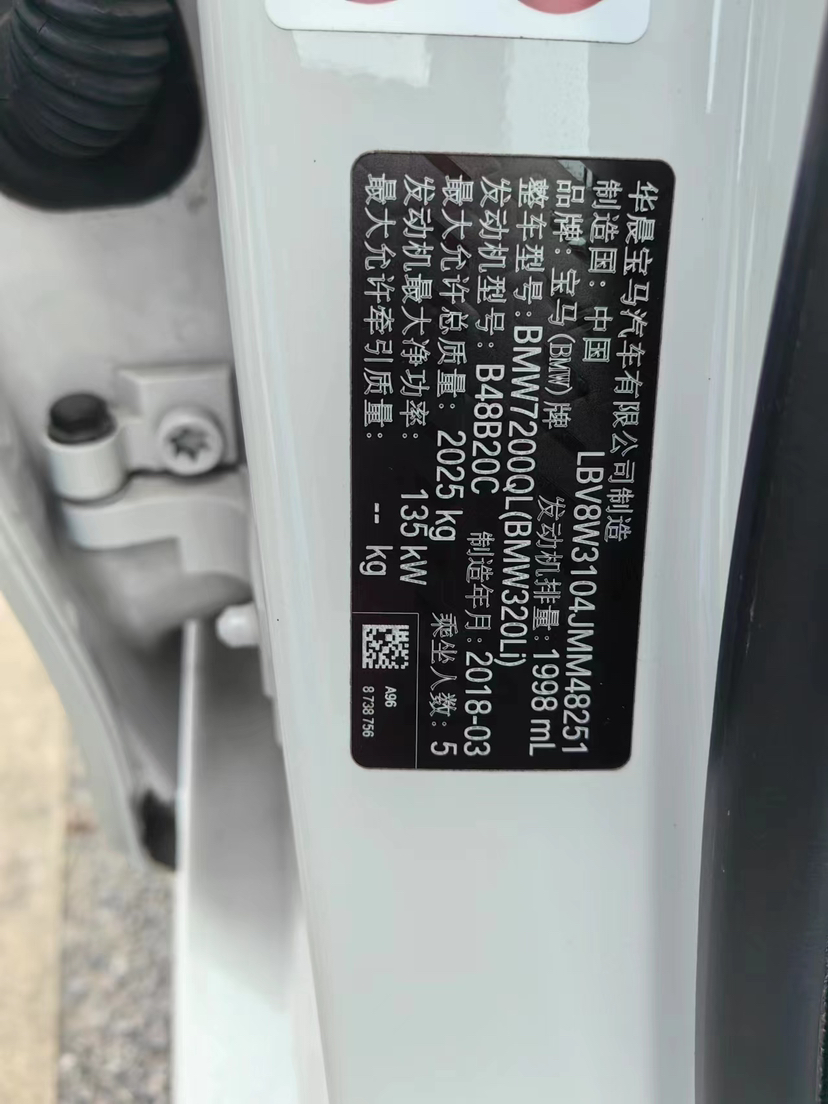 华晨宝马汽车有限公司制造
制造国：中国 LBV8W3104JMM48251
品牌：宝马(BMW)牌 发动机排量：1998 mL
整车型号：BMW7200QL(BMW320Li)
发动机型号：B48B20C 制造年月：2018-03
最大允许总质量：2025 kg 乘坐人数：5
发动机最大净功率：135 kW
最大允许牵引质量：-- kg
A96
8 738 756